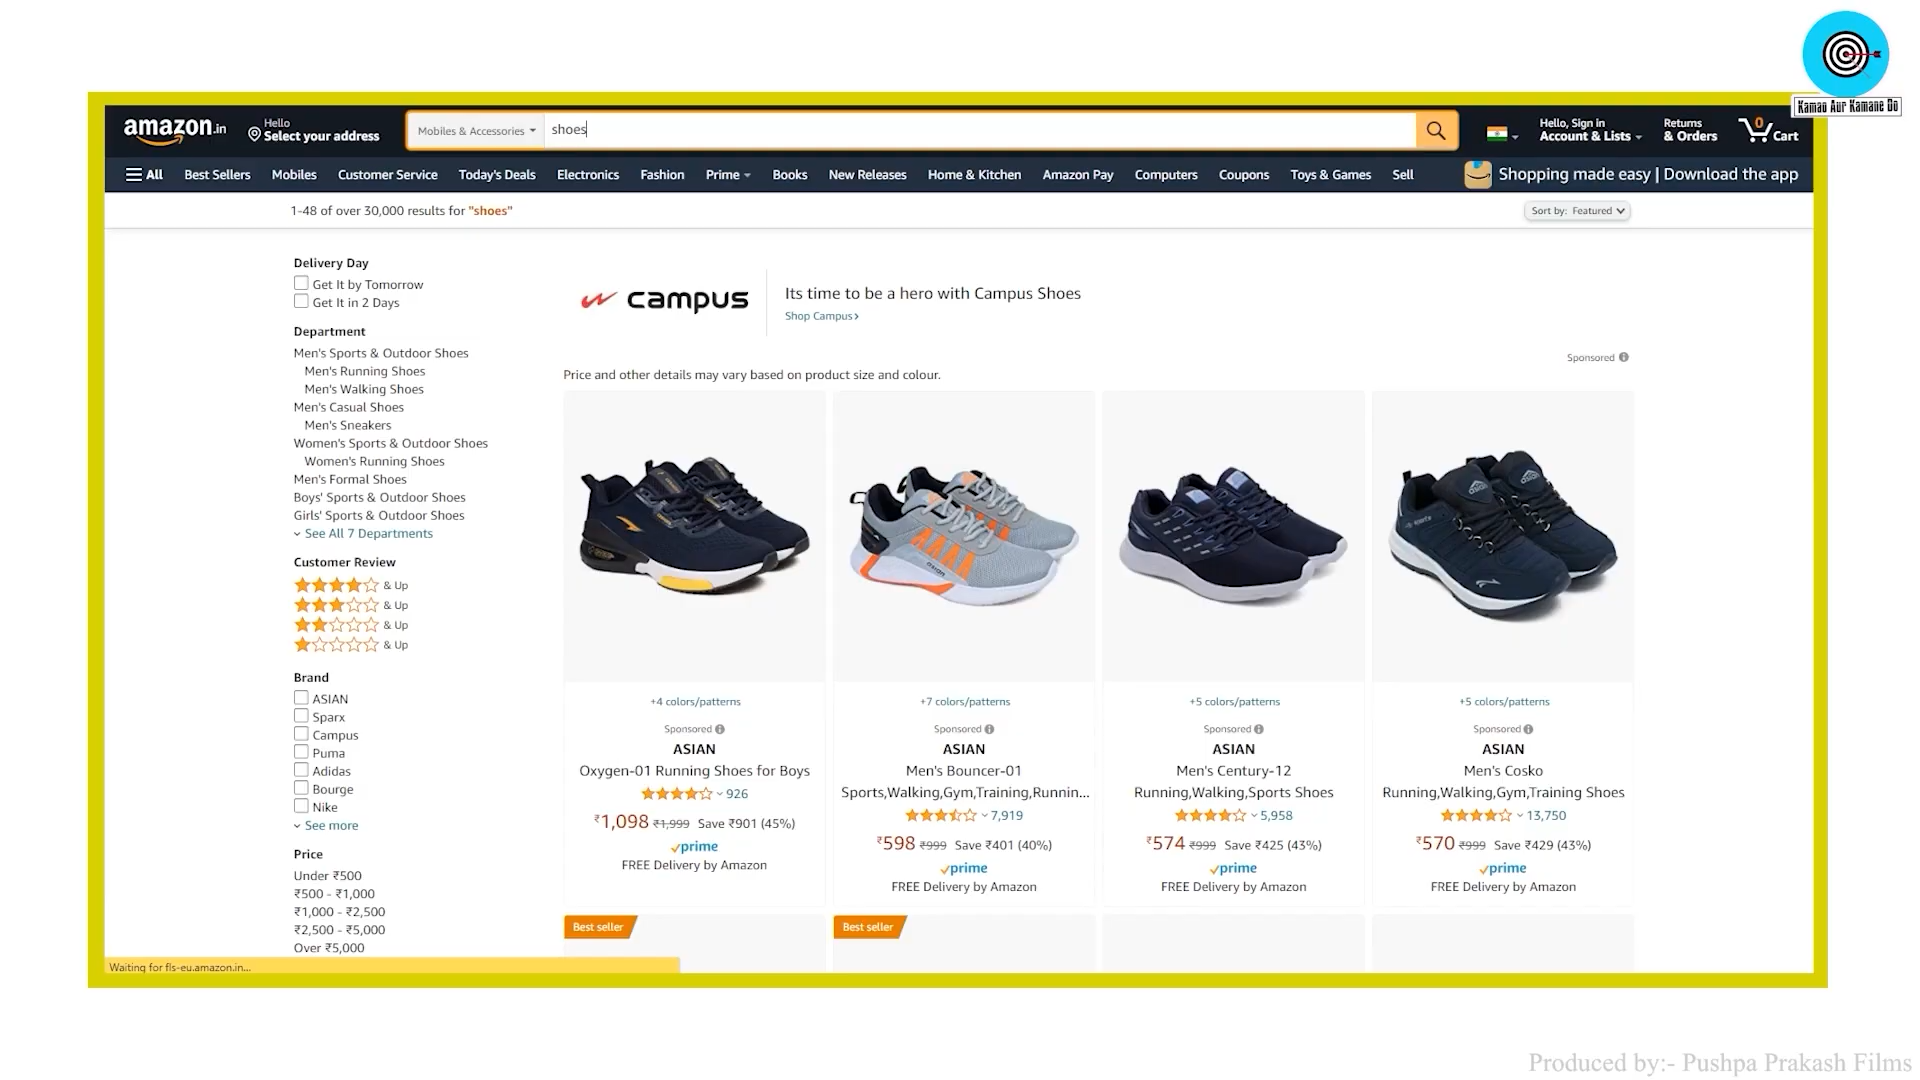 Kamao Aur Kamane Do
amazon.in
Hello
Select your address
Mobiles & Accessories
shoes
Hello, Sign in
Account & Lists
Returns
& Orders
0
Cart
All
Best Sellers
Mobiles
Customer Service
Today's Deals
Electronics
Fashion
Prime
Books
New Releases
Home & Kitchen
Amazon Pay
Computers
Coupons
Toys & Games
Sell
Shopping made easy | Download the app
1-48 of over 30,000 results for "shoes"
Sort by: Featured
Delivery Day
Get It by Tomorrow
Get It in 2 Days
Department
Men's Sports & Outdoor Shoes
Men's Running Shoes
Men's Walking Shoes
Men's Casual Shoes
Men's Sneakers
Women's Sports & Outdoor Shoes
Women's Running Shoes
Men's Formal Shoes
Boys' Sports & Outdoor Shoes
Girls' Sports & Outdoor Shoes
See All 7 Departments
Customer Review
& Up
& Up
& Up
& Up
Brand
ASIAN
Sparx
Campus
Puma
Adidas
Bourge
Nike
See more
Price
Under ₹500
₹500 - ₹1,000
₹1,000 - ₹2,500
₹2,500 - ₹5,000
Over ₹5,000
Waiting for fls-eu.amazon.in...
campus
Its time to be a hero with Campus Shoes
Shop Campus›
Sponsored
Price and other details may vary based on product size and colour.
+4 colors/patterns
Sponsored
ASIAN
Oxygen-01 Running Shoes for Boys
926
₹1,098 ₹1,999 Save ₹901 (45%)
prime
FREE Delivery by Amazon
+7 colors/patterns
Sponsored
ASIAN
Men's Bouncer-01
Sports,Walking,Gym,Training,Runnin...
7,919
₹598 ₹999 Save ₹401 (40%)
prime
FREE Delivery by Amazon
+5 colors/patterns
Sponsored
ASIAN
Men's Century-12
Running,Walking,Sports Shoes
5,958
₹574 ₹999 Save ₹425 (43%)
prime
FREE Delivery by Amazon
+5 colors/patterns
Sponsored
ASIAN
Men's Cosko
Running,Walking,Gym,Training Shoes
13,750
₹570 ₹999 Save ₹429 (43%)
prime
FREE Delivery by Amazon
Best seller
Best seller
Produced by:- Pushpa Prakash Films